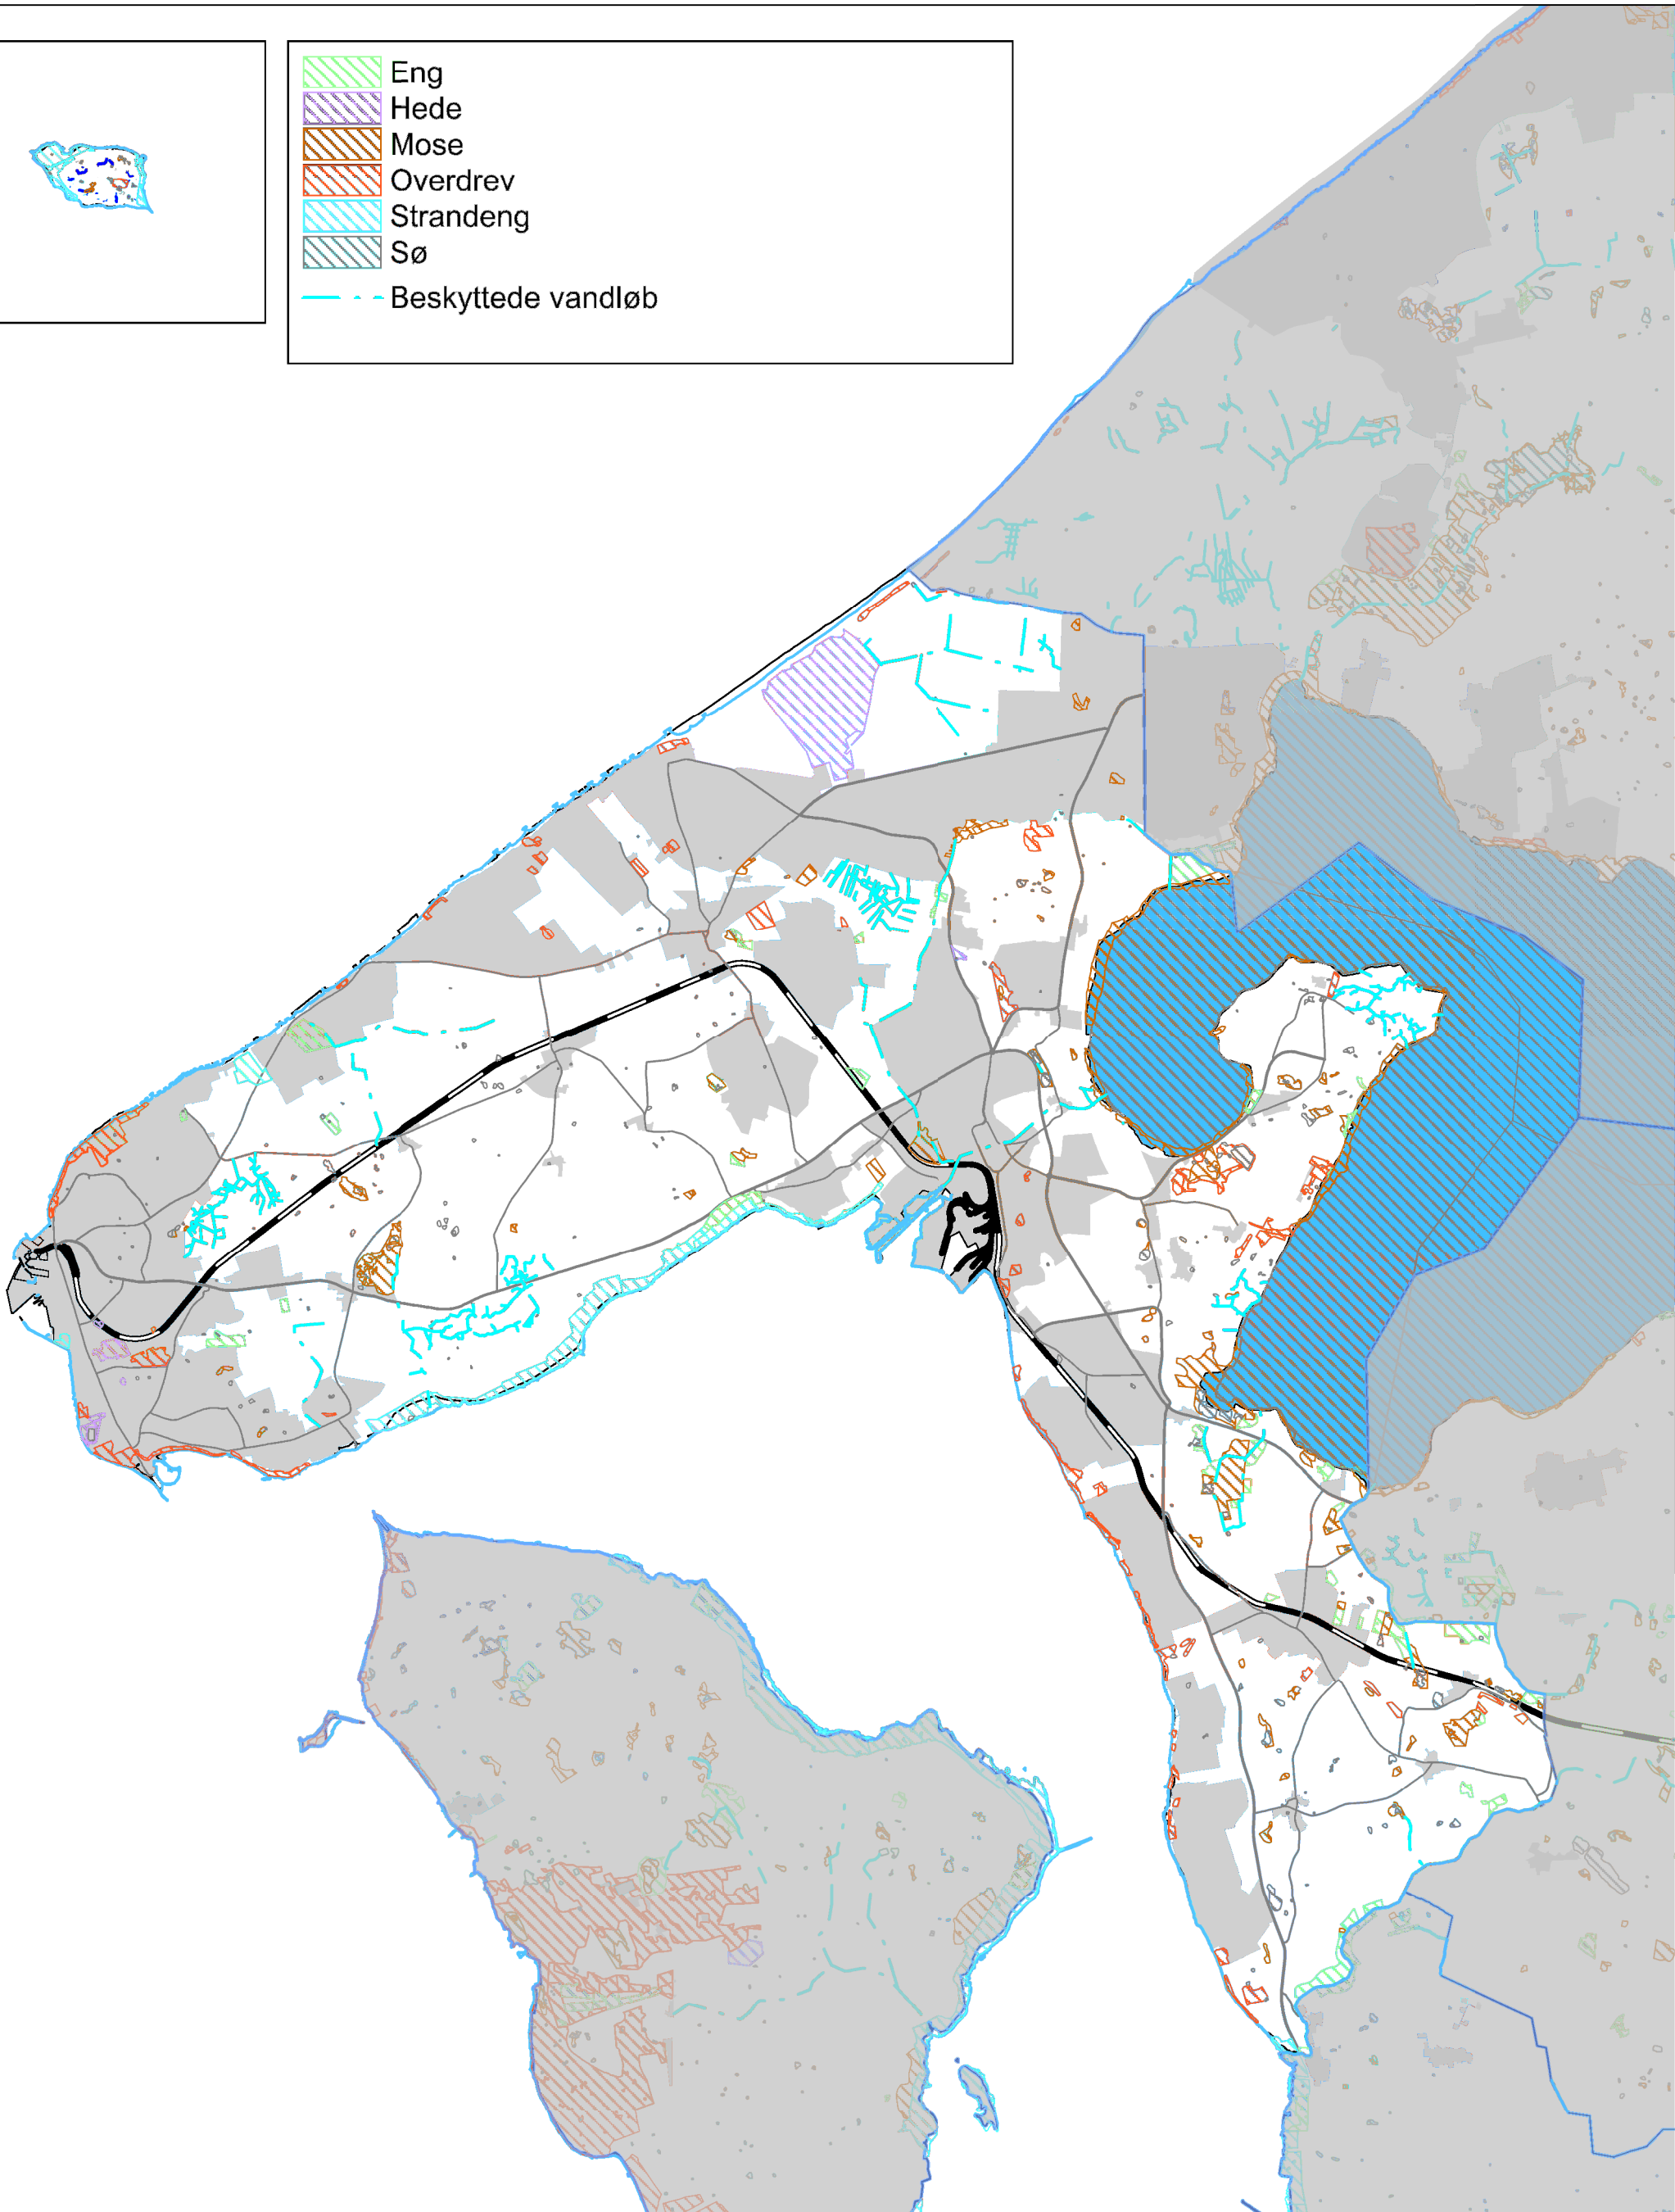 Eng
Hede
Mose
Overdrev
Strandeng
Sø
Beskyttede vandløb